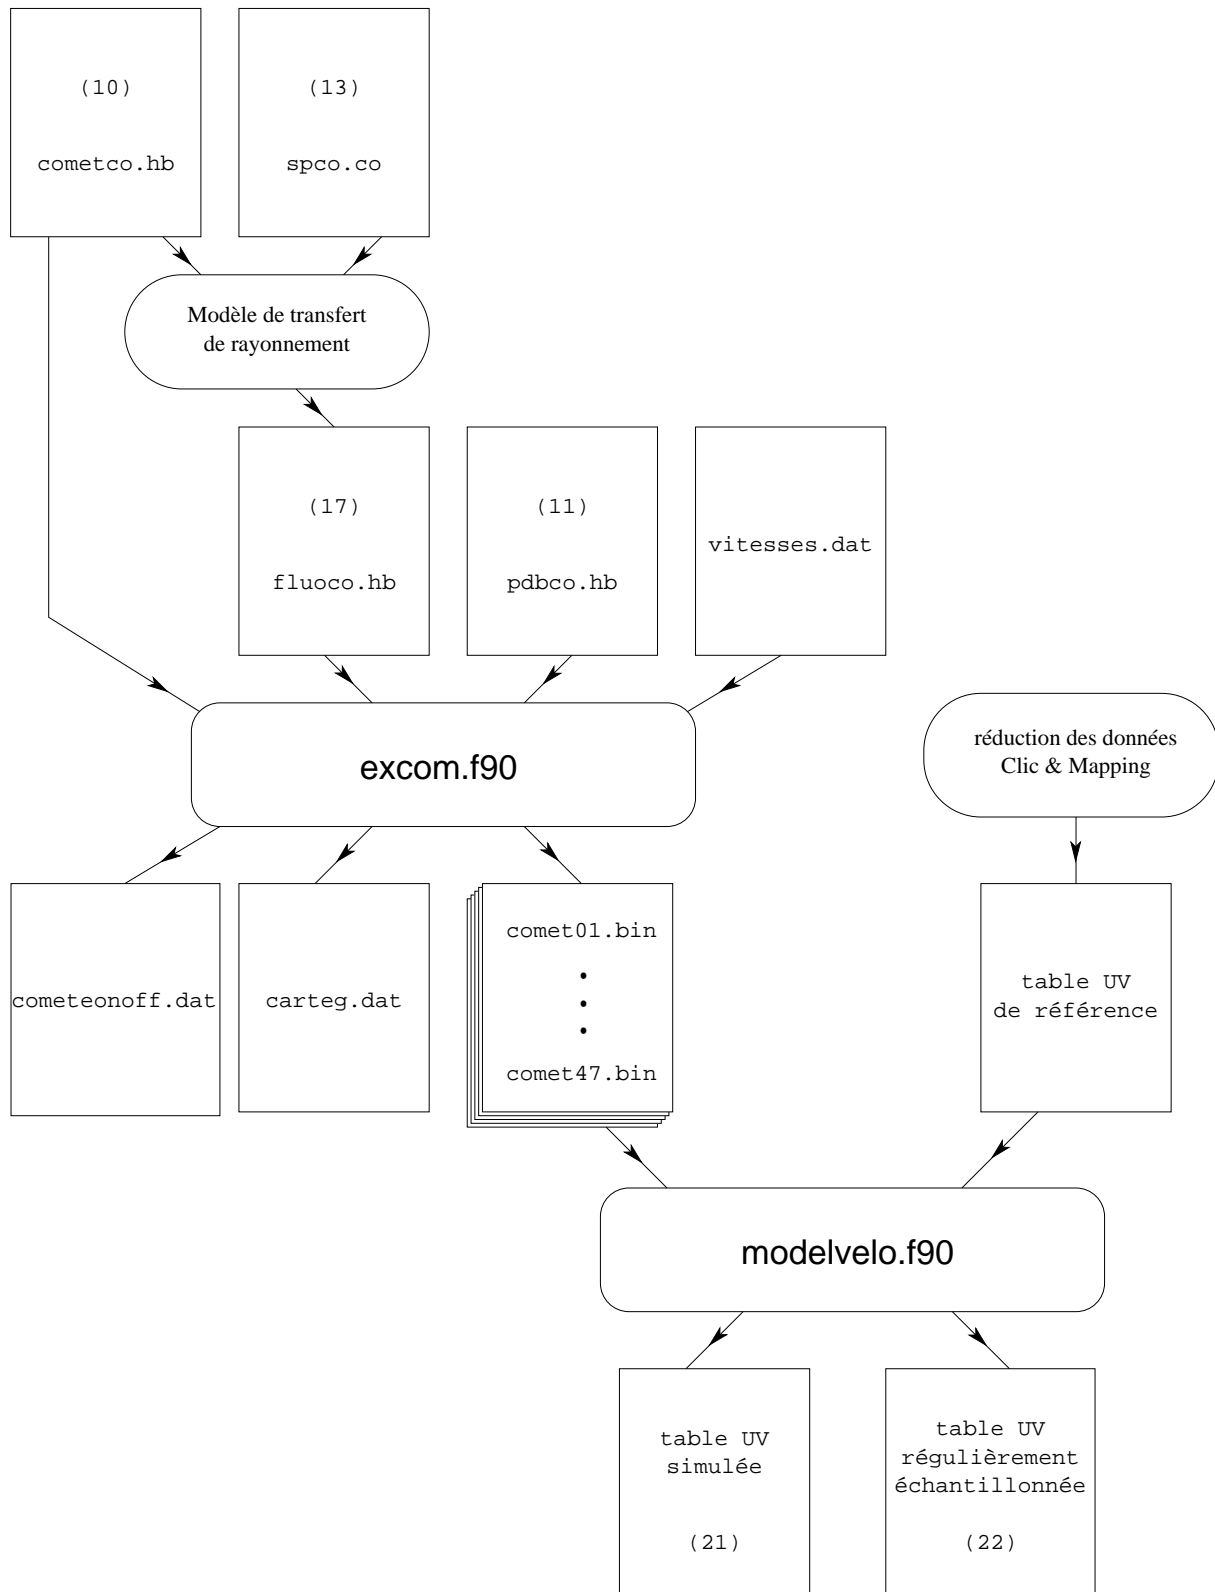 (10)
cometco.hb
(13)
spco.co
Modèle de transfert
de rayonnement
(17)
fluoco.hb
(11)
pdbco.hb
vitesses.dat
excom.f90
réduction des données
Clic & Mapping
cometeonoff.dat
carteg.dat
comet01.bin
comet47.bin
table UV
de référence
modelvelo.f90
table UV
simulée
(21)
table UV
régulièrement
échantillonnée
(22)